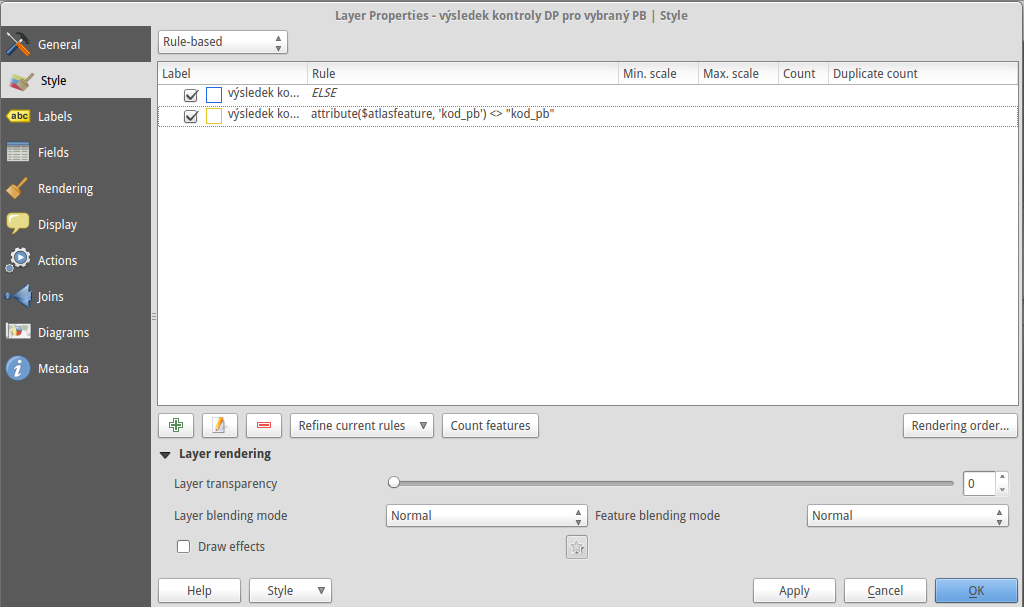 Layer Properties - výsledek kontroly DP pro vybraný PB | Style
General
Style
Labels
abc
Fields
Rendering
Display
Actions
Joins
Diagrams
Metadata
Rule-based
Label Rule Min. scale Max. scale Count Duplicate count
výsledek ko... ELSE
výsledek ko... attribute($atlasfeature, 'kod_pb') <> "kod_pb"
Refine current rules Count features Rendering order...
Layer rendering
Layer transparency 0
Layer blending mode Normal Feature blending mode Normal
Draw effects
Help Style Apply Cancel OK